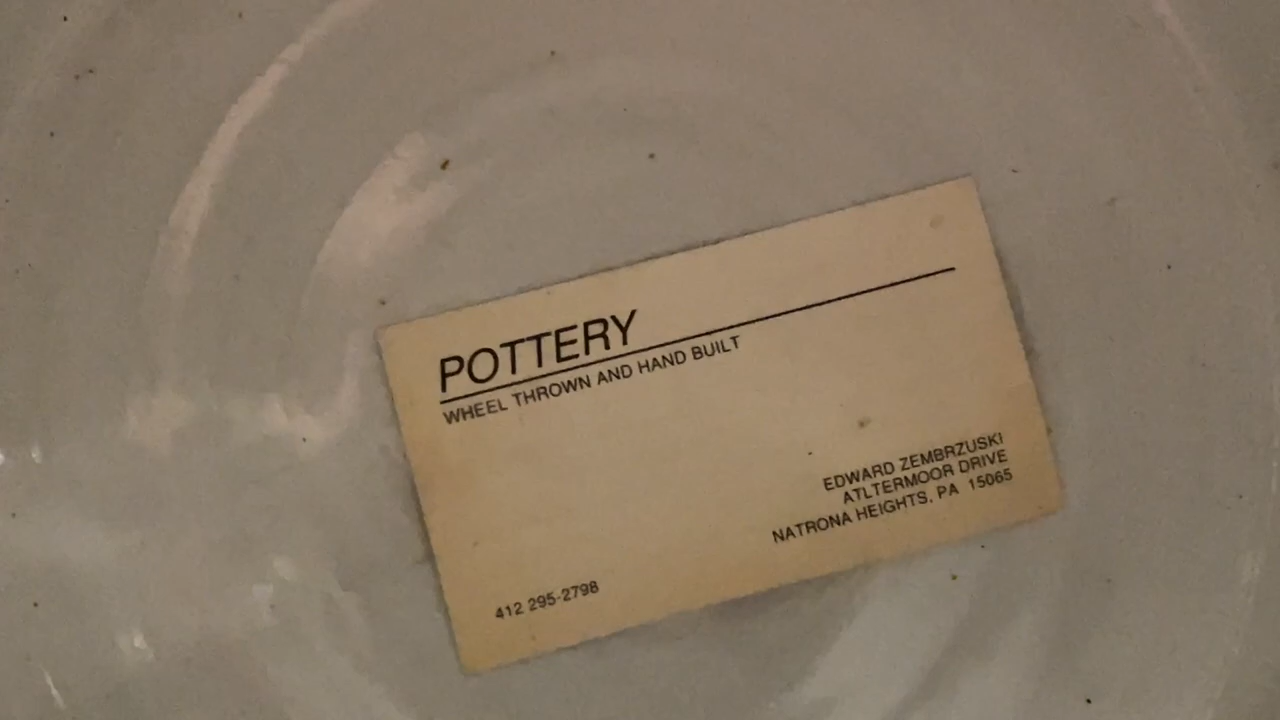 POTTERY
WHEEL THROWN AND HAND BUILT
EDWARD ZEMBRZUSKI
ATLTERMOOR DRIVE
NATRONA HEIGHTS, PA 15065
412 295-2798